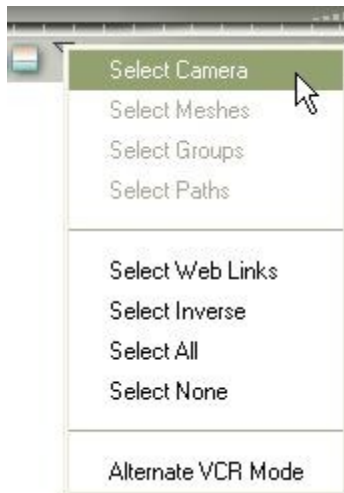 Select Camera
Select Meshes
Select Groups
Select Paths
Select Web Links
Select Inverse
Select All
Select None
Alternate VCR Mode